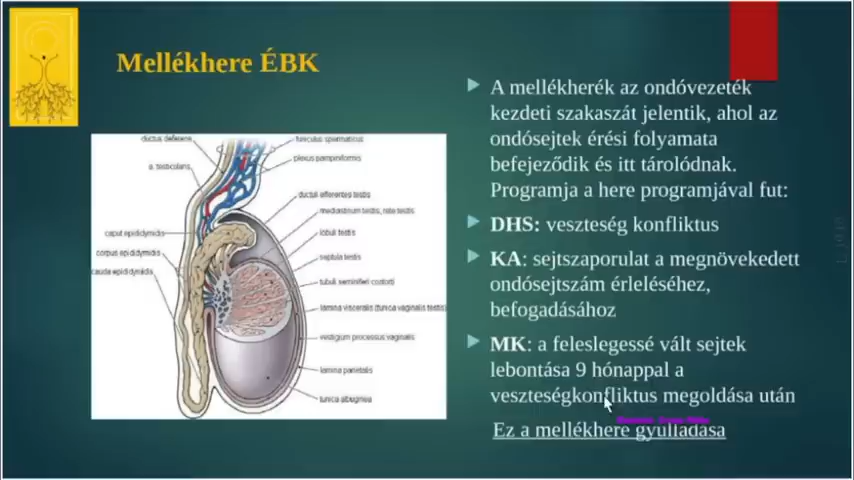 Mellékhere ÉBK
A mellékherék az ondóvezeték
kezdeti szakaszát jelentik, ahol az
ondósejtek érési folyamata
befejeződik és itt tárolódnak.
Programja a here programjával fut:
DHS: veszteség konfliktus
KA: sejtszaporulat a megnövekedett
ondósejtszám érleléséhez,
befogadásához
MK: a feleslegessé vált sejtek
lebontása 9 hónappal a
veszteségkonfliktus megoldása után
Ez a mellékhere gyulladása
ductus deferens
a. testicularis
caput epididymidis
corpus epididymidis
cauda epididymidis
funiculus spermaticus
plexus pampiniformis
ductuli efferentes testis
mediastinum testis, rete testis
lobuli testis
septula testis
tubuli seminiferi contorti
lamina visceralis (tunica vaginalis testis)
vestigium processus vaginalis
lamina parietalis
tunica albuginea